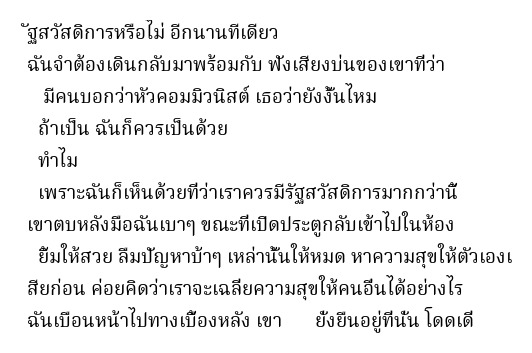 ัฐสวัสดิการหรือไม่ อีกนานทีเดียว
ฉันจำต้องเดินกลับมาพร้อมกับ ฟังเสียงบ่นของเขาที่ว่า
มีคนบอกว่าหัวคอมมิวนิสต์ เธอว่ายังงั้นไหม
ถ้าเป็น ฉันก็ควรเป็นด้วย
ทำไม
เพราะฉันก็เห็นด้วยที่ว่าเราควรมีรัฐสวัสดิการมากกว่านี้
เขาตบหลังมือฉันเบาๆ ขณะที่เปิดประตูกลับเข้าไปในห้อง
ยิ้มให้สวย ลืมปัญหาบ้าๆ เหล่านั้นให้หมด หาความสุขให้ตัวเองเ
สียก่อน ค่อยคิดว่าเราจะเฉลี่ยความสุขให้คนอื่นได้อย่างไร
ฉันเบือนหน้าไปทางเบื้องหลัง เขา ยังยืนอยู่ที่นั่น โดดเดี่